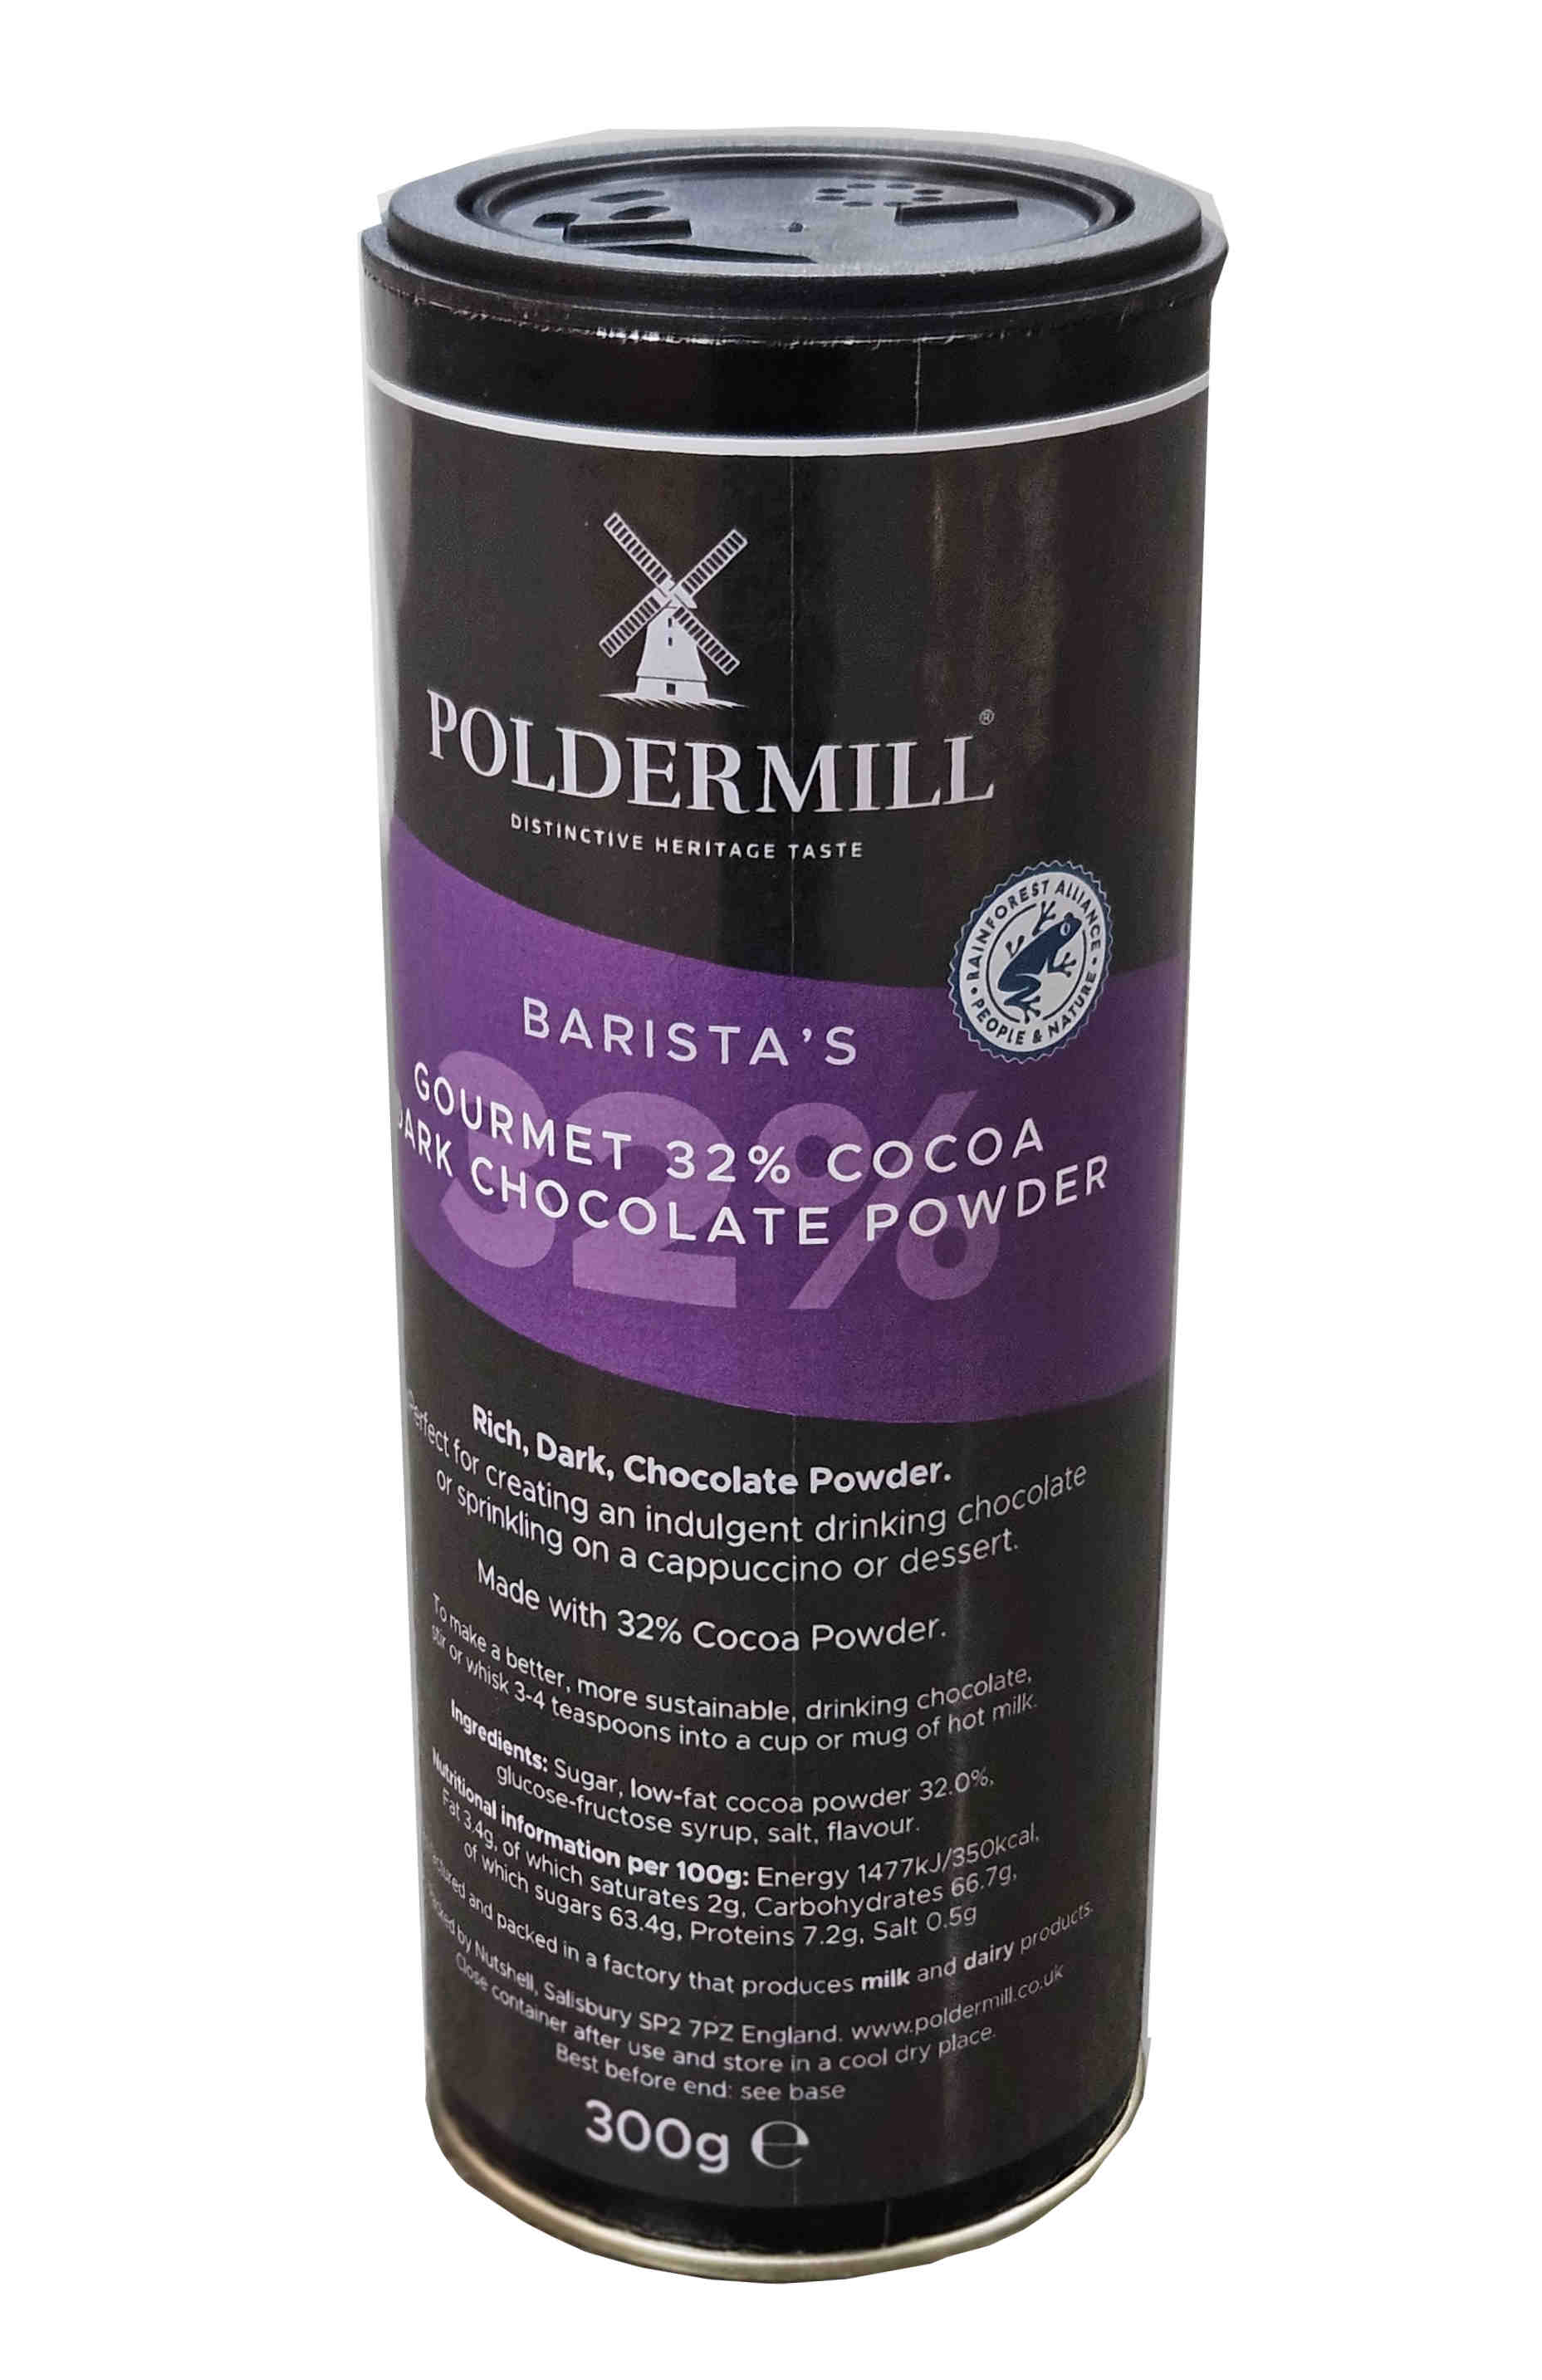 POLDERMILL®
DISTINCTIVE HERITAGE TASTE
RAINFOREST ALLIANCE
PEOPLE & NATURE
BARISTA'S
32%
GOURMET 32% COCOA
DARK CHOCOLATE POWDER
Rich, Dark, Chocolate Powder.
Perfect for creating an indulgent drinking chocolate
or sprinkling on a cappuccino or dessert.
Made with 32% Cocoa Powder.
To make a better, more sustainable, drinking chocolate,
stir or whisk 3-4 teaspoons into a cup or mug of hot milk.
Ingredients: Sugar, low-fat cocoa powder 32.0%,
glucose-fructose syrup, salt, flavour.
Nutritional information per 100g: Energy 1477kJ/350kcal,
Fat 3.4g, of which saturates 2g, Carbohydrates 66.7g,
of which sugars 63.4g, Proteins 7.2g, Salt 0.5g
and packed in a factory that produces milk and dairy products.
by Nutshell, Salisbury SP2 7PZ England. www.poldermill.co.uk
Close container after use and store in a cool dry place.
Best before end: see base
300g ℮